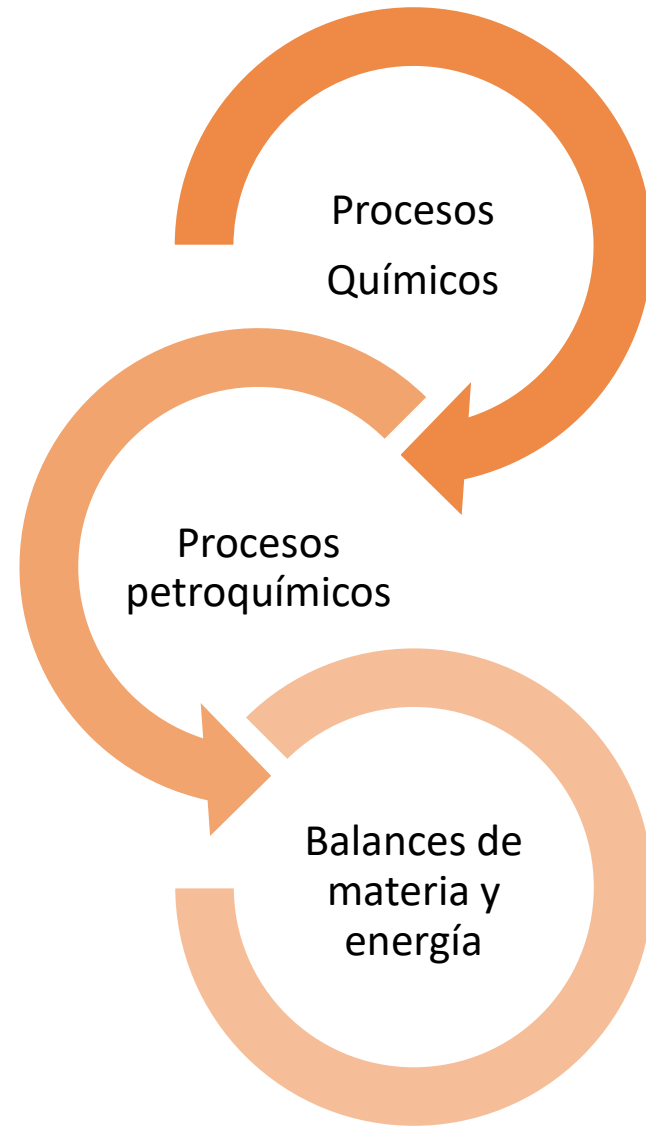 Procesos
Químicos
Procesos
petroquímicos
Balances de
materia y
energía